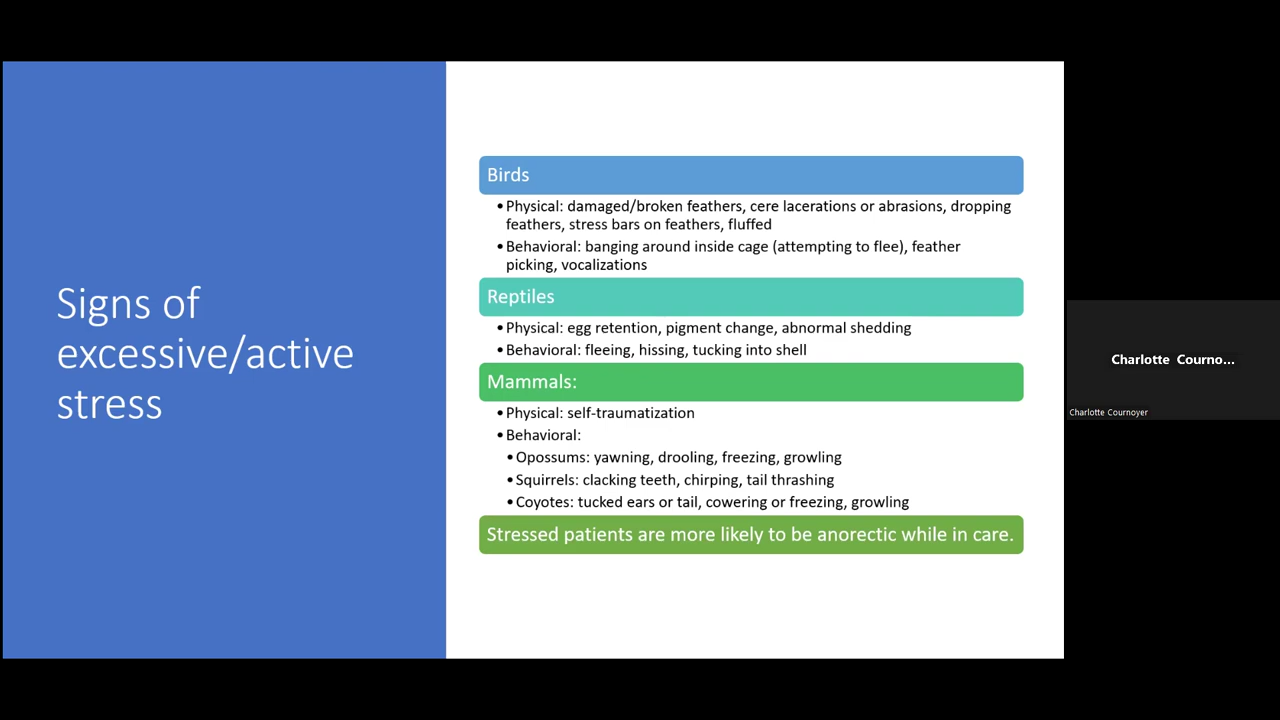 Signs of
excessive/active
stress
Birds
•Physical: damaged/broken feathers, cere lacerations or abrasions, dropping
feathers, stress bars on feathers, fluffed
•Behavioral: banging around inside cage (attempting to flee), feather
picking, vocalizations
Reptiles
•Physical: egg retention, pigment change, abnormal shedding
•Behavioral: fleeing, hissing, tucking into shell
Mammals:
•Physical: self-traumatization
•Behavioral:
•Opossums: yawning, drooling, freezing, growling
•Squirrels: clacking teeth, chirping, tail thrashing
•Coyotes: tucked ears or tail, cowering or freezing, growling
Stressed patients are more likely to be anorectic while in care.
Charlotte Courno...
Charlotte Cournoyer